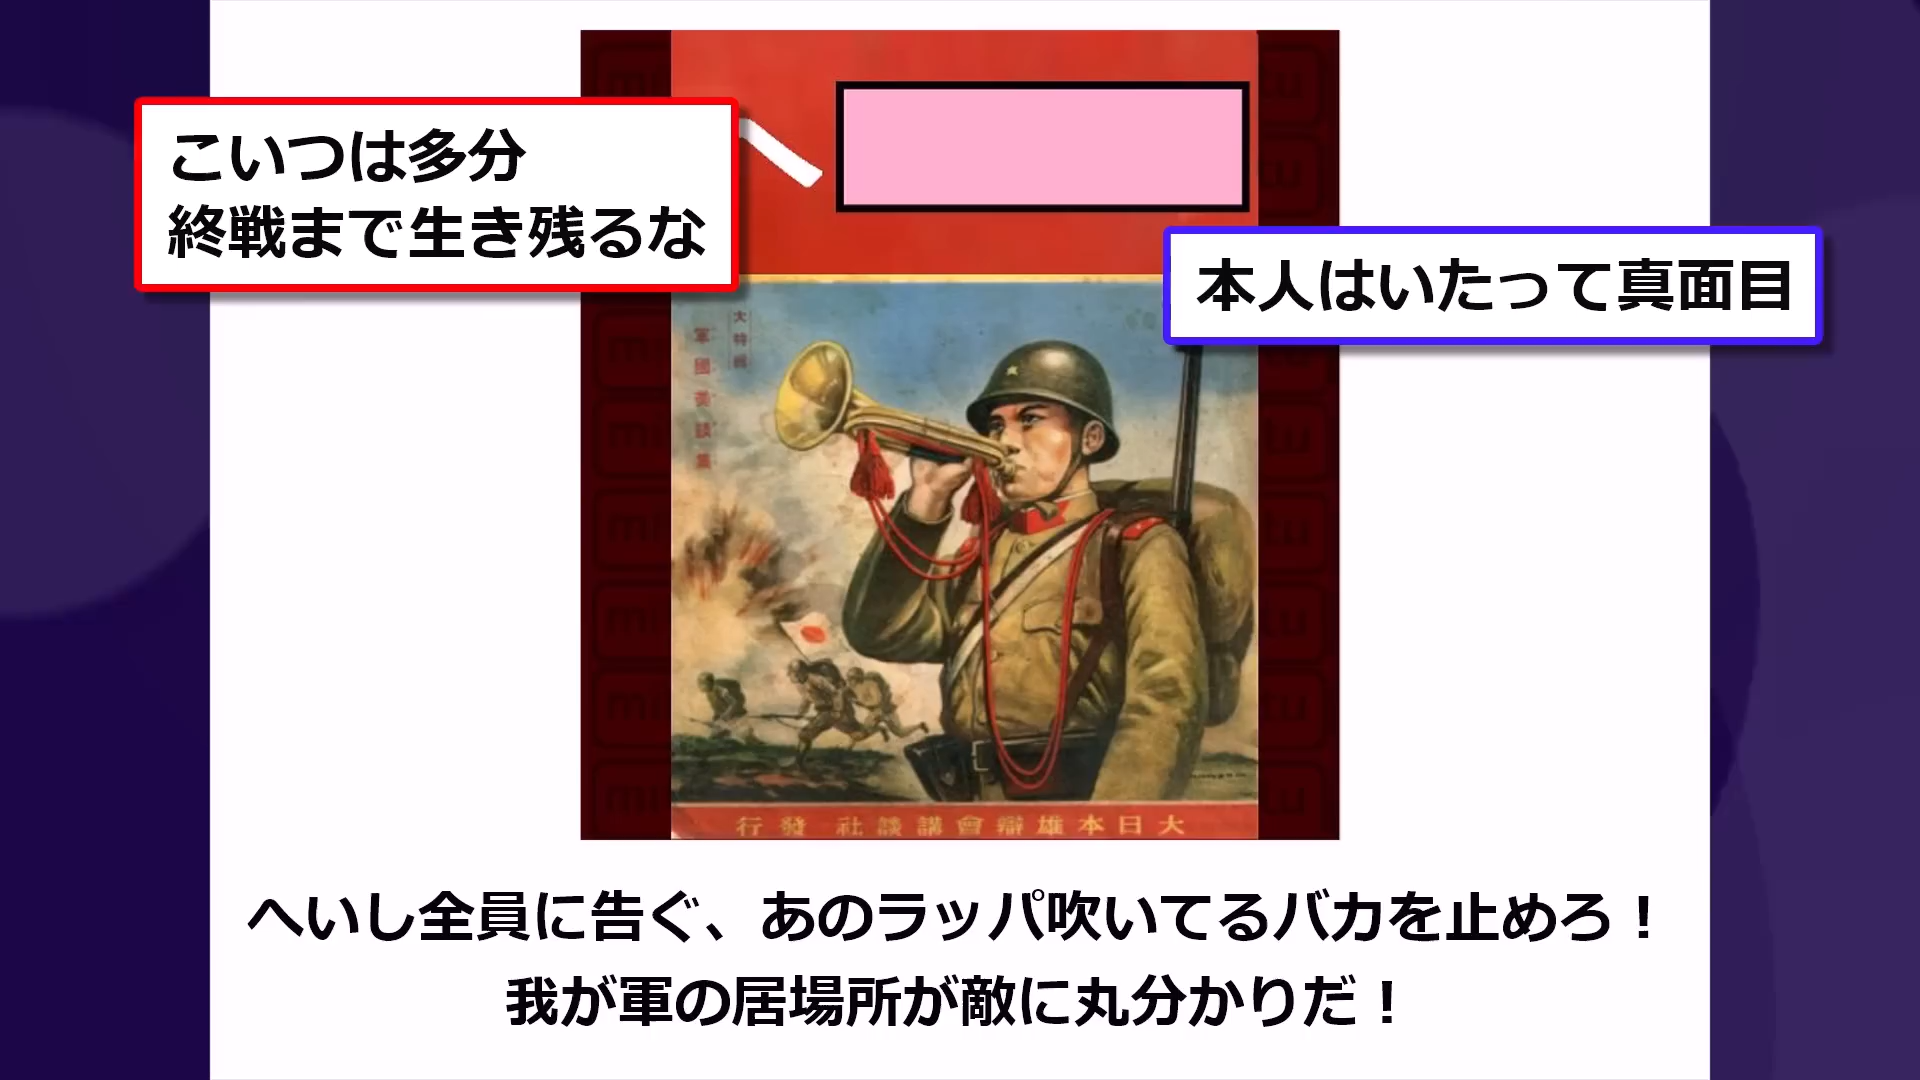 へ
こいつは多分
終戦まで生き残るな
本人はいたって真面目
大特輯
軍國美談集
行發 社談講會辯雄本日大
へいし全員に告ぐ、あのラッパ吹いてるバカを止めろ！
我が軍の居場所が敵に丸分かりだ！